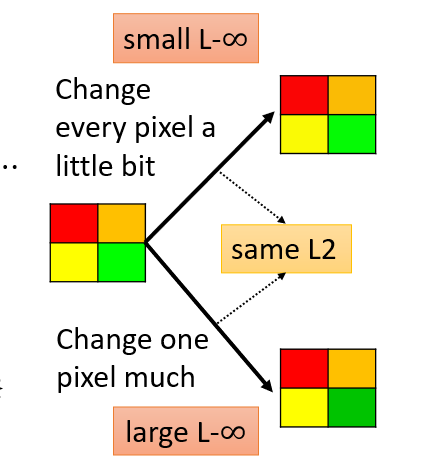 small L-∞
Change
every pixel a
little bit
..
same L2
Change one
pixel much
large L-∞